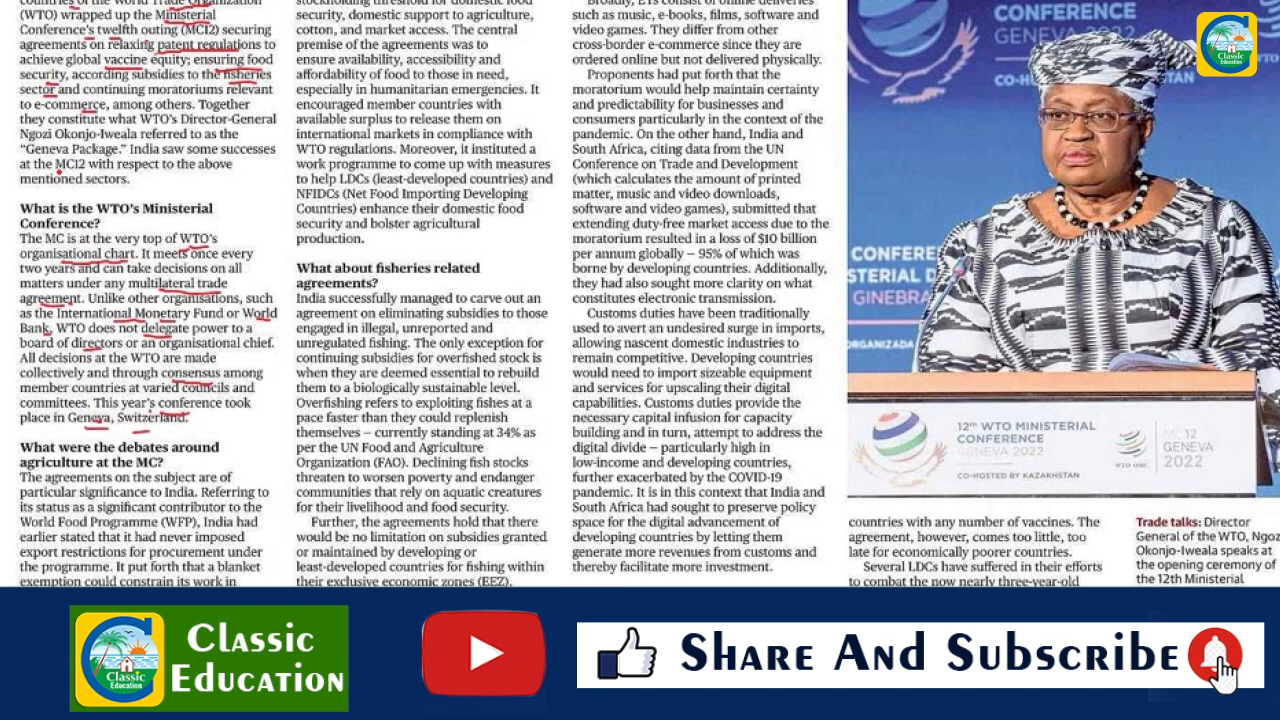 countries of the World Trade Organization
(WTO) wrapped up the Ministerial
Conference's twelfth outing (MC12) securing
agreements on relaxing patent regulations to
achieve global vaccine equity; ensuring food
security, according subsidies to the fisheries
sector and continuing moratoriums relevant
to e-commerce, among others. Together
they constitute what WTO's Director-General
Ngozi Okonjo-Iweala referred to as the
“Geneva Package.” India saw some successes
at the MC12 with respect to the above
mentioned sectors.
What is the WTO's Ministerial
Conference?
The MC is at the very top of WTO's
organisational chart. It meets once every
two years and can take decisions on all
matters under any multilateral trade
agreement. Unlike other organisations, such
as the International Monetary Fund or World
Bank, WTO does not delegate power to a
board of directors or an organisational chief.
All decisions at the WTO are made
collectively and through consensus among
member countries at varied councils and
committees. This year's conference took
place in Geneva, Switzerland.
What were the debates around
agriculture at the MC?
The agreements on the subject are of
particular significance to India. Referring to
its status as a significant contributor to the
World Food Programme (WFP), India had
earlier stated that it had never imposed
export restrictions for procurement under
the programme. It put forth that a blanket
exemption could constrain its work in
stockholding threshold for domestic food
security, domestic support to agriculture,
cotton, and market access. The central
premise of the agreements was to
ensure availability, accessibility and
affordability of food to those in need,
especially in humanitarian emergencies. It
encouraged member countries with
available surplus to release them on
international markets in compliance with
WTO regulations. Moreover, it instituted a
work programme to come up with measures
to help LDCs (least-developed countries) and
NFIDCs (Net Food Importing Developing
Countries) enhance their domestic food
security and bolster agricultural
production.
What about fisheries related
agreements?
India successfully managed to carve out an
agreement on eliminating subsidies to those
engaged in illegal, unreported and
unregulated fishing. The only exception for
continuing subsidies for overfished stock is
when they are deemed essential to rebuild
them to a biologically sustainable level.
Overfishing refers to exploiting fishes at a
pace faster than they could replenish
themselves — currently standing at 34% as
per the UN Food and Agriculture
Organization (FAO). Declining fish stocks
threaten to worsen poverty and endanger
communities that rely on aquatic creatures
for their livelihood and food security.
Further, the agreements hold that there
would be no limitation on subsidies granted
or maintained by developing or
least-developed countries for fishing within
their exclusive economic zones (EEZ).
Broadly, ETs consist of online deliveries
such as music, e-books, films, software and
video games. They differ from other
cross-border e-commerce since they are
ordered online but not delivered physically.
Proponents had put forth that the
moratorium would help maintain certainty
and predictability for businesses and
consumers particularly in the context of the
pandemic. On the other hand, India and
South Africa, citing data from the UN
Conference on Trade and Development
(which calculates the amount of printed
matter, music and video downloads,
software and video games), submitted that
extending duty-free market access due to the
moratorium resulted in a loss of $10 billion
per annum globally — 95% of which was
borne by developing countries. Additionally,
they had also sought more clarity on what
constitutes electronic transmission.
Customs duties have been traditionally
used to avert an undesired surge in imports,
allowing nascent domestic industries to
remain competitive. Developing countries
would need to import sizeable equipment
and services for upscaling their digital
capabilities. Customs duties provide the
necessary capital infusion for capacity
building and in turn, attempt to address the
digital divide — particularly high in
low-income and developing countries,
further exacerbated by the COVID-19
pandemic. It is in this context that India and
South Africa had sought to preserve policy
space for the digital advancement of
developing countries by letting them
generate more revenues from customs and
thereby facilitate more investment.
CONFERENCE
GENEVA 2022
CO-H
STAN
Classic
Education
CONFERE
STERIAL D
GINEBRA
ORGANIZADA
12th WTO MINISTERIAL
CONFERENCE
GENEVA 2022
CO-HOSTED BY KAZAKHSTAN
WTO OMC
MC12
GENEVA
2022
countries with any number of vaccines. The
agreement, however, comes too little, too
late for economically poorer countries.
Several LDCs have suffered in their efforts
to combat the now nearly three-year-old
Trade talks: Director
General of the WTO, Ngoz
Okonjo-Iweala speaks at
the opening ceremony of
the 12th Ministerial
Classic
Education
Classic
Education
Share And Subscribe